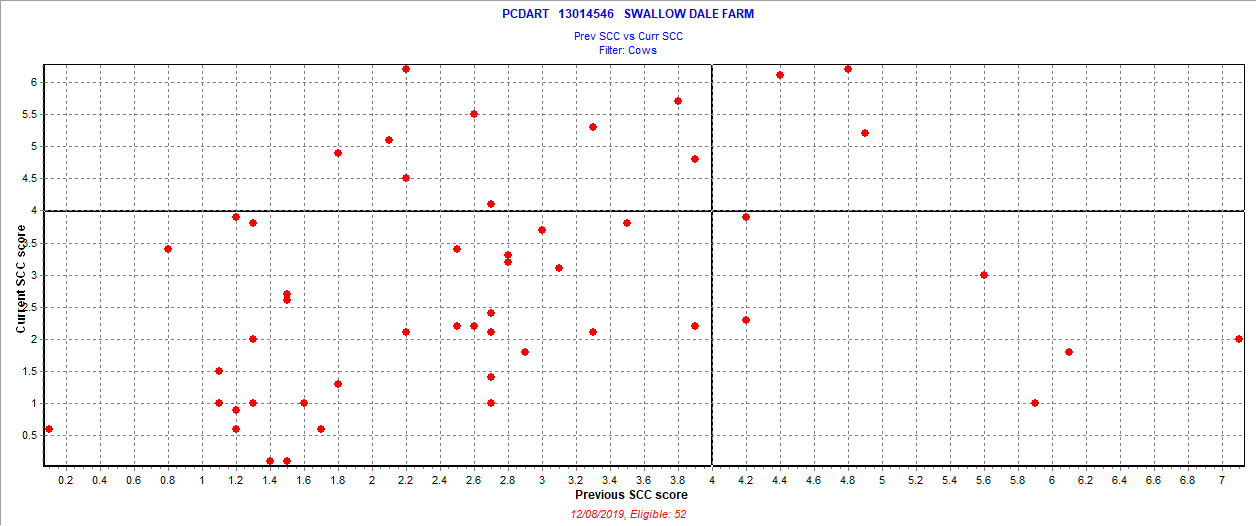 PCDART 13014546 SWALLOW DALE FARM
Prev SCC vs Curr SCC
Filter: Cows
6
5.5
5
4.5
4
3.5
3
2.5
2
1.5
1
0.5
Current SCC score
0.2 0.4 0.6 0.8 1 1.2 1.4 1.6 1.8 2 2.2 2.4 2.6 2.8 3 3.2 3.4 3.6 3.8 4 4.2 4.4 4.6 4.8 5 5.2 5.4 5.6 5.8 6 6.2 6.4 6.6 6.8 7
Previous SCC score
12/08/2019, Eligible: 52